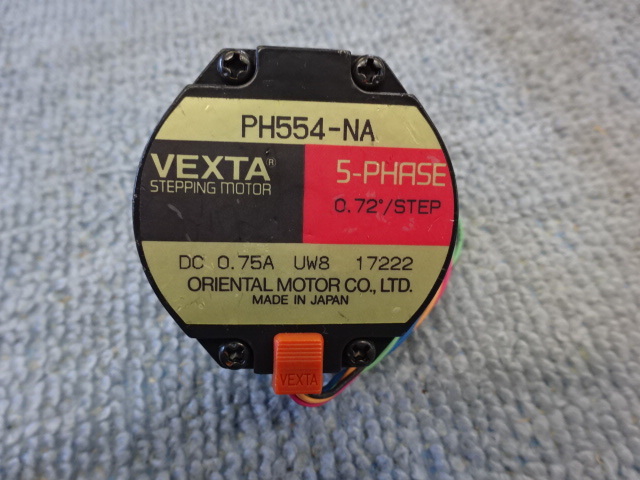 PH554-NA
VEXTA®
STEPPING MOTOR
5-PHASE
0.72°/STEP
DC 0.75A UW8 17222
ORIENTAL MOTOR CO., LTD.
MADE IN JAPAN
VEXTA